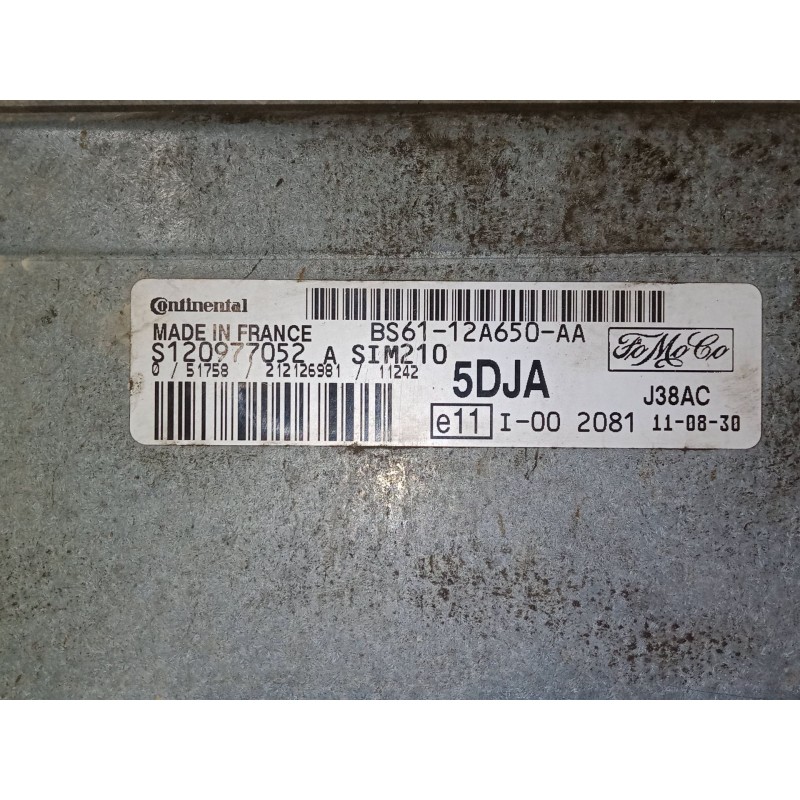 Continental
MADE IN FRANCE
BS61-12A650-AA
S120977052 A SIM210
0 / 51758 / 212126981 / 11242
5DJA
FoMoCo
J38AC
e11 I-00 2081 11-08-30